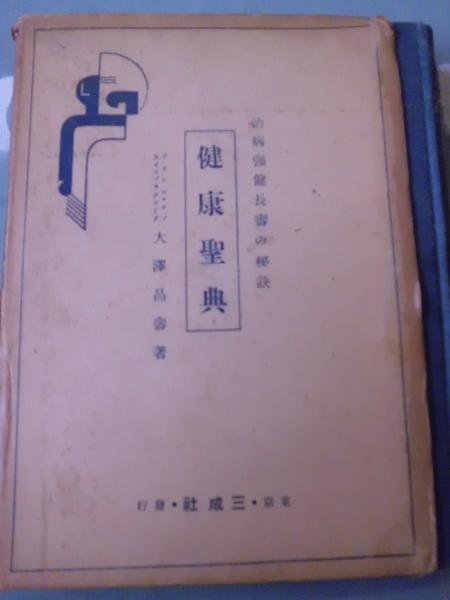 治病强健長壽の秘訣
健康聖典
大澤昌壽著
東京・三成社・發行